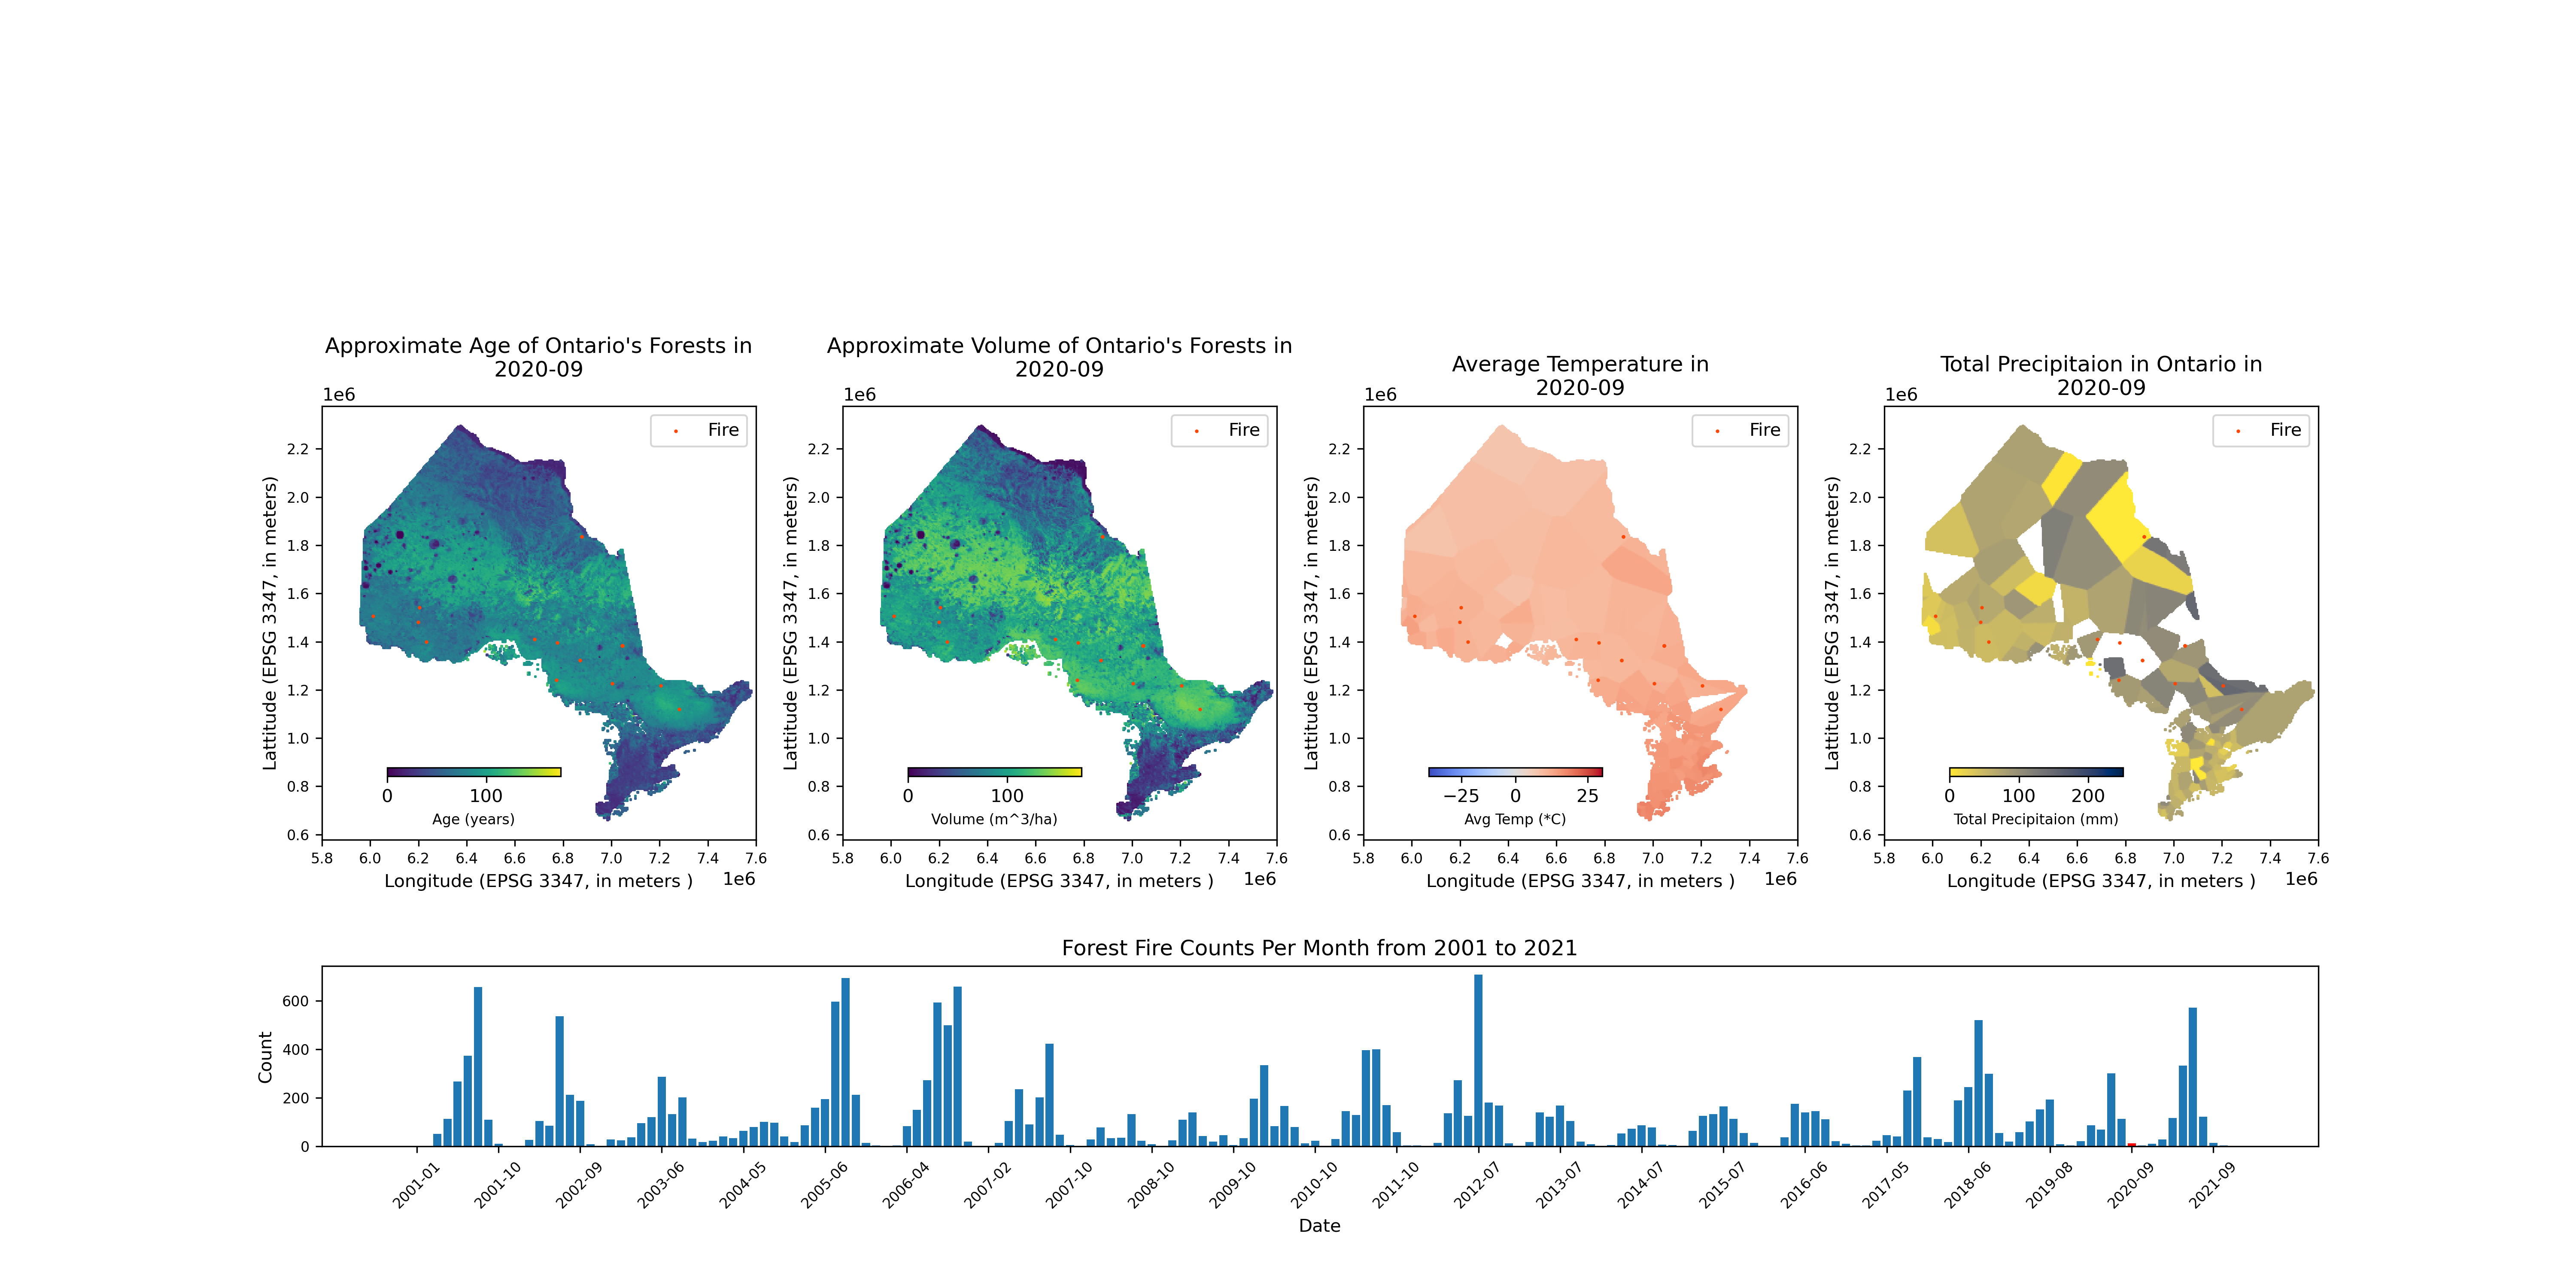 Approximate Age of Ontario's Forests in
2020-09
1e6
Fire
2.2
2.0
1.8
1.6
1.4
1.2
1.0
0.8
0.6
Lattitude (EPSG 3347, in meters)
0 100
Age (years)
5.8 6.0 6.2 6.4 6.6 6.8 7.0 7.2 7.4 7.6
Longitude (EPSG 3347, in meters )
1e6
Approximate Volume of Ontario's Forests in
2020-09
1e6
Fire
2.2
2.0
1.8
1.6
1.4
1.2
1.0
0.8
0.6
Lattitude (EPSG 3347, in meters)
0 100
Volume (m^3/ha)
5.8 6.0 6.2 6.4 6.6 6.8 7.0 7.2 7.4 7.6
Longitude (EPSG 3347, in meters )
1e6
Average Temperature in
2020-09
1e6
Fire
2.2
2.0
1.8
1.6
1.4
1.2
1.0
0.8
0.6
Lattitude (EPSG 3347, in meters)
−25 0 25
Avg Temp (*C)
5.8 6.0 6.2 6.4 6.6 6.8 7.0 7.2 7.4 7.6
Longitude (EPSG 3347, in meters )
1e6
Total Precipitaion in Ontario in
2020-09
1e6
Fire
2.2
2.0
1.8
1.6
1.4
1.2
1.0
0.8
0.6
Lattitude (EPSG 3347, in meters)
0 100 200
Total Precipitaion (mm)
5.8 6.0 6.2 6.4 6.6 6.8 7.0 7.2 7.4 7.6
Longitude (EPSG 3347, in meters )
1e6
Forest Fire Counts Per Month from 2001 to 2021
600
400
200
0
Count
2001-01 2001-10 2002-09 2003-06 2004-05 2005-06 2006-04 2007-02 2007-10 2008-10 2009-10 2010-10 2011-10 2012-07 2013-07 2014-07 2015-07 2016-06 2017-05 2018-06 2019-08 2020-09 2021-09
Date